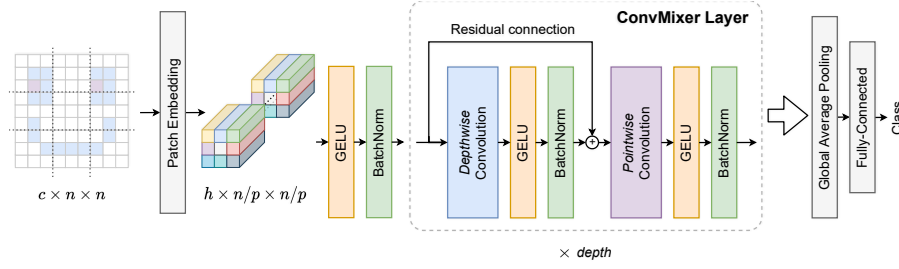 ConvMixer Layer
Residual connection
Patch Embedding
GELU
BatchNorm
Depthwise
Convolution
GELU
BatchNorm
+
Pointwise
Convolution
GELU
BatchNorm
Global Average Pooling
Fully-Connected
Class
c × n × n
h × n/p × n/p
× depth